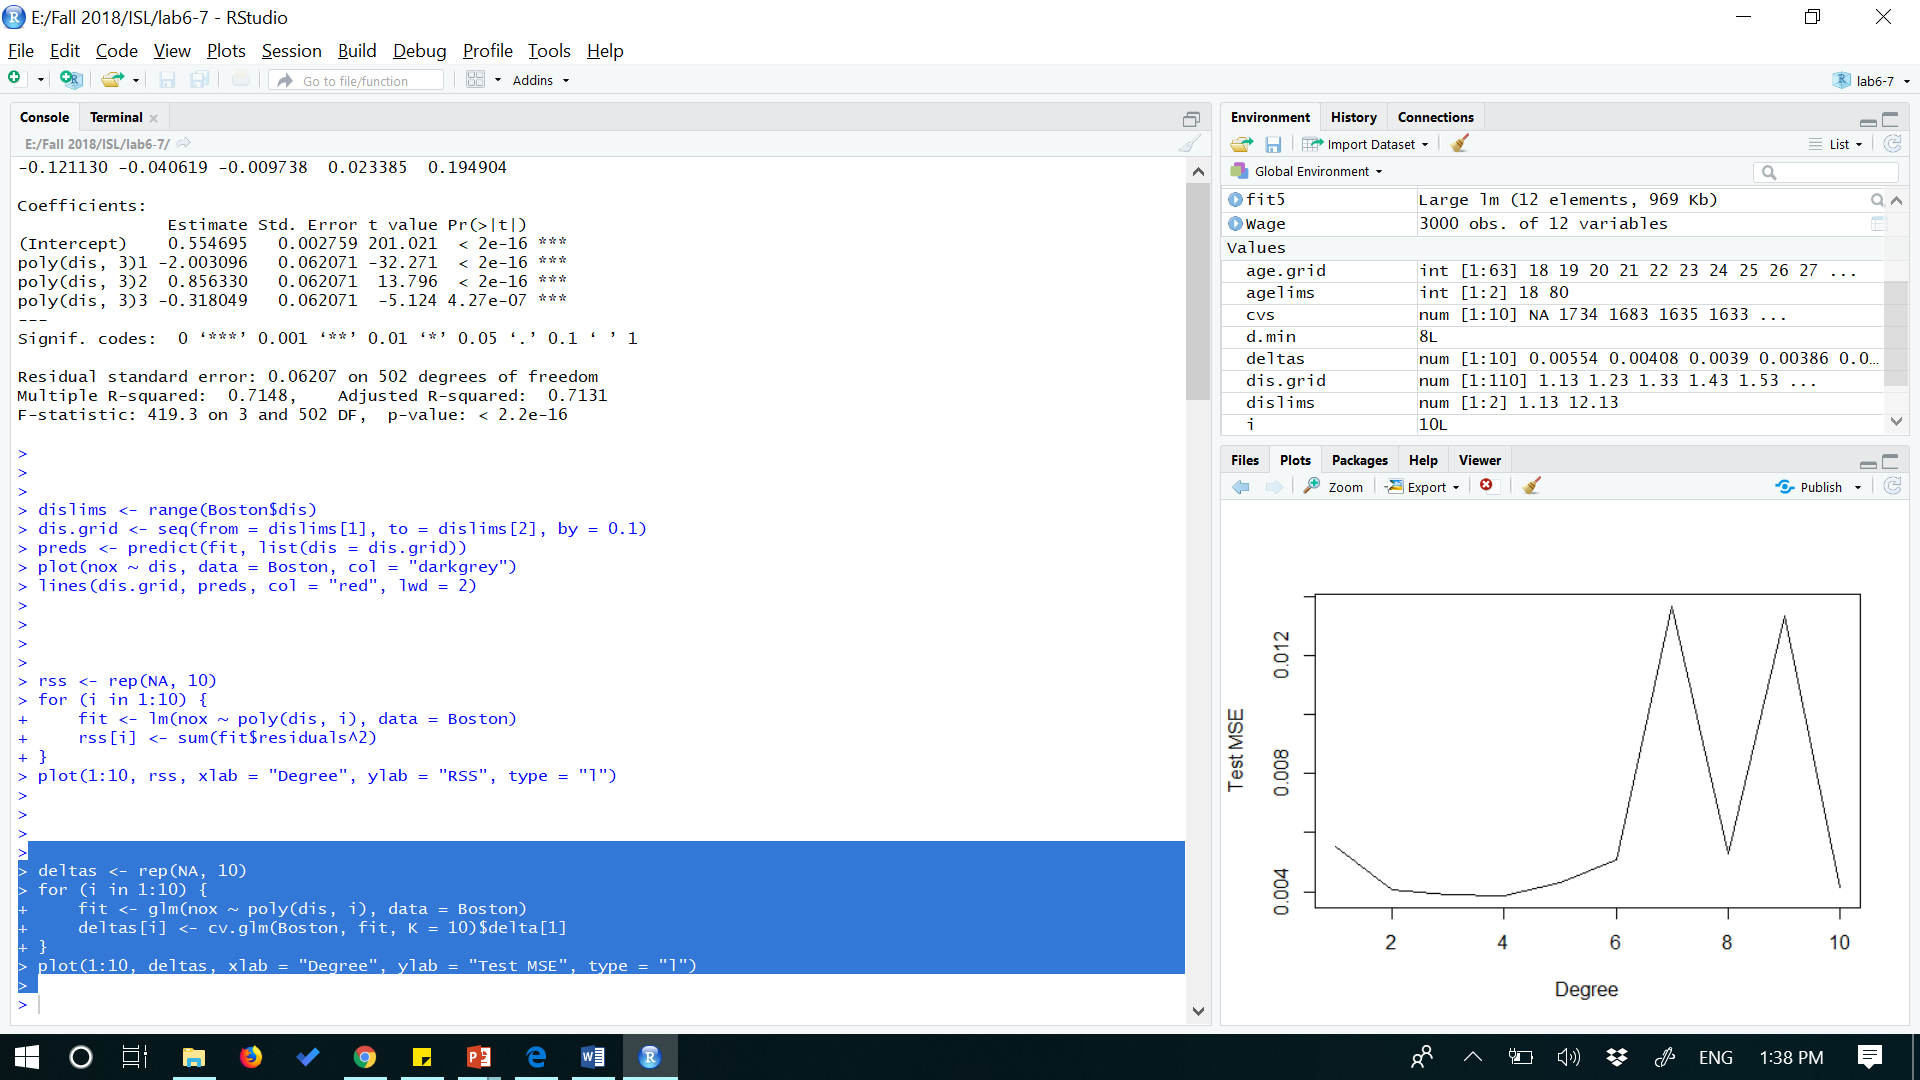 E:/Fall 2018/ISL/lab6-7 - RStudio
File Edit Code View Plots Session Build Debug Profile Tools Help
Go to file/function
Addins
lab6-7
Console Terminal
E:/Fall 2018/ISL/lab6-7/
-0.121130 -0.040619 -0.009738  0.023385  0.194904
Coefficients:
               Estimate Std. Error t value Pr(>|t|)
(Intercept)    0.554695   0.002759 201.021  < 2e-16 ***
poly(dis, 3)1 -2.003096   0.062071 -32.271  < 2e-16 ***
poly(dis, 3)2  0.856330   0.062071  13.796  < 2e-16 ***
poly(dis, 3)3 -0.318049   0.062071  -5.124 4.27e-07 ***
---
Signif. codes:  0 ‘***’ 0.001 ‘**’ 0.01 ‘*’ 0.05 ‘.’ 0.1 ‘ ’ 1
Residual standard error: 0.06207 on 502 degrees of freedom
Multiple R-squared:  0.7148,    Adjusted R-squared:  0.7131
F-statistic: 419.3 on 3 and 502 DF,  p-value: < 2.2e-16
>
>
>
> dislims <- range(Boston$dis)
> dis.grid <- seq(from = dislims[1], to = dislims[2], by = 0.1)
> preds <- predict(fit, list(dis = dis.grid))
> plot(nox ~ dis, data = Boston, col = "darkgrey")
> lines(dis.grid, preds, col = "red", lwd = 2)
>
>
>
>
> rss <- rep(NA, 10)
> for (i in 1:10) {
+     fit <- lm(nox ~ poly(dis, i), data = Boston)
+     rss[i] <- sum(fit$residuals^2)
+ }
> plot(1:10, rss, xlab = "Degree", ylab = "RSS", type = "l")
>
>
>
>
> deltas <- rep(NA, 10)
> for (i in 1:10) {
+     fit <- glm(nox ~ poly(dis, i), data = Boston)
+     deltas[i] <- cv.glm(Boston, fit, K = 10)$delta[1]
+ }
> plot(1:10, deltas, xlab = "Degree", ylab = "Test MSE", type = "l")
>
>
Environment History Connections
Import Dataset
List
Global Environment
fit5 Large lm (12 elements, 969 Kb)
Wage 3000 obs. of 12 variables
Values
age.grid int [1:63] 18 19 20 21 22 23 24 25 26 27 ...
agelims int [1:2] 18 80
cvs num [1:10] NA 1734 1683 1635 1633 ...
d.min 8L
deltas num [1:10] 0.00554 0.00408 0.0039 0.00386 0.0…
dis.grid num [1:110] 1.13 1.23 1.33 1.43 1.53 ...
dislims num [1:2] 1.13 12.13
i 10L
Files Plots Packages Help Viewer
Zoom Export Publish
Test MSE
0.012
0.008
0.004
2 4 6 8 10
Degree
ENG 1:38 PM